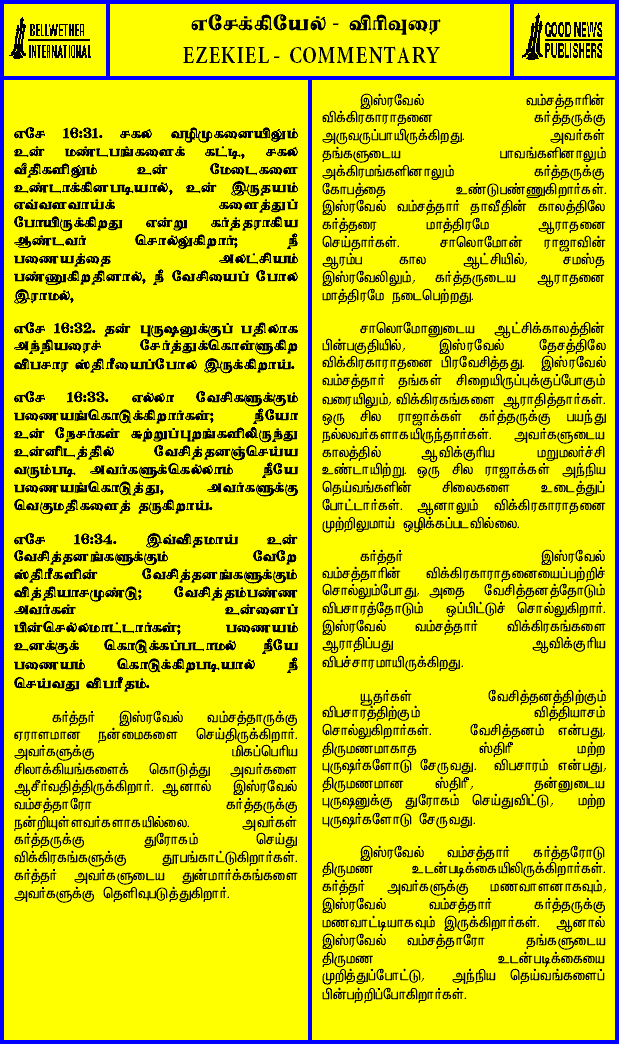 BELLWETHER
INTERNATIONAL
எசேக்கியேல் - விரிவுரை
EZEKIEL - COMMENTARY
GOOD NEWS
PUBLISHERS
எசே 16:31. சகல வழிமுகனையிலும்
உன் மண்டபங்களைக் கட்டி, சகல
வீதிகளிலும் உன் மேடைகளை
உண்டாக்கினபடியால், உன் இருதயம்
எவ்வளவாய்க் களைத்துப்
போயிருக்கிறது என்று கர்த்தராகிய
ஆண்டவர் சொல்லுகிறார்; நீ
பணையத்தை அலட்சியம்
பண்ணுகிறதினால், நீ வேசியைப் போல
இராமல்,
எசே 16:32. தன் புருஷனுக்குப் பதிலாக
அந்நியரைச் சேர்த்துக்கொள்ளுகிற
விபசார ஸ்திரீயைப்போல இருக்கிறாய்.
எசே 16:33. எல்லா வேசிகளுக்கும்
பணையங்கொடுக்கிறார்கள்; நீயோ
உன் நேசர்கள் சுற்றுப்புறங்களிலிருந்து
உன்னிடத்தில் வேசித்தனஞ்செய்ய
வரும்படி அவர்களுக்கெல்லாம் நீயே
பணையங்கொடுத்து, அவர்களுக்கு
வெகுமதிகளைத் தருகிறாய்.
எசே 16:34. இவ்விதமாய் உன்
வேசித்தனங்களுக்கும் வேறே
ஸ்திரீகளின் வேசித்தனங்களுக்கும்
வித்தியாசமுண்டு; வேசித்தம்பண்ண
அவர்கள் உன்னைப்
பின்செல்லமாட்டார்கள்; பணையம்
உனக்குக் கொடுக்கப்படாமல் நீயே
பணையம் கொடுக்கிறபடியால் நீ
செய்வது விபரீதம்.
கர்த்தர் இஸ்ரவேல் வம்சத்தாருக்கு
ஏராளமான நன்மைகளை செய்திருக்கிறார்.
அவர்களுக்கு மிகப்பெரிய
சிலாக்கியங்களைக் கொடுத்து அவர்களை
ஆசீர்வதித்திருக்கிறார். ஆனால் இஸ்ரவேல்
வம்சத்தாரோ கர்த்தருக்கு
நன்றியுள்ளவர்களாகயில்லை. அவர்கள்
கர்த்தருக்கு துரோகம் செய்து
விக்கிரகங்களுக்கு தூபங்காட்டுகிறார்கள்.
கர்த்தர் அவர்களுடைய துன்மார்க்கங்களை
அவர்களுக்கு தெளிவுபடுத்துகிறார்.
இஸ்ரவேல் வம்சத்தாரின்
விக்கிரகாராதனை கர்த்தருக்கு
அருவருப்பாயிருக்கிறது. அவர்கள்
தங்களுடைய பாவங்களினாலும்
அக்கிரமங்களினாலும் கர்த்தருக்கு
கோபத்தை உண்டுபண்ணுகிறார்கள்.
இஸ்ரவேல் வம்சத்தார் தாவீதின் காலத்திலே
கர்த்தரை மாத்திரமே ஆராதனை
செய்தார்கள். சாலொமோன் ராஜாவின்
ஆரம்ப கால ஆட்சியில், சமஸ்த
இஸ்ரவேலிலும், கர்த்தருடைய ஆராதனை
மாத்திரமே நடைபெற்றது.
சாலொமோனுடைய ஆட்சிக்காலத்தின்
பின்பகுதியில், இஸ்ரவேல் தேசத்திலே
விக்கிரகாராதனை பிரவேசித்தது. இஸ்ரவேல்
வம்சத்தார் தங்கள் சிறையிருப்புக்குப்போகும்
வரையிலும், விக்கிரகங்களை ஆராதித்தார்கள்.
ஒரு சில ராஜாக்கள் கர்த்தருக்கு பயந்து
நல்லவர்களாகயிருந்தார்கள். அவர்களுடைய
காலத்தில் ஆவிக்குரிய மறுமலர்ச்சி
உண்டாயிற்று. ஒரு சில ராஜாக்கள் அந்நிய
தெய்வங்களின் சிலைகளை உடைத்துப்
போட்டார்கள். ஆனாலும் விக்கிரகாராதனை
முற்றிலுமாய் ஒழிக்கப்படவில்லை.
கர்த்தர் இஸ்ரவேல்
வம்சத்தாரின் விக்கிரகாராதனையைப்பற்றிச்
சொல்லும்போது, அதை வேசித்தனத்தோடும்
விபசாரத்தோடும் ஒப்பிட்டுச் சொல்லுகிறார்.
இஸ்ரவேல் வம்சத்தார் விக்கிரகங்களை
ஆராதிப்பது ஆவிக்குரிய
விபச்சாரமாயிருக்கிறது.
யூதர்கள் வேசித்தனத்திற்கும்
விபசாரத்திற்கும் வித்தியாசம்
சொல்லுகிறார்கள். வேசித்தனம் என்பது,
திருமணமாகாத ஸ்திரீ மற்ற
புருஷர்களோடு சேருவது. விபசாரம் என்பது,
திருமணமான ஸ்திரீ, தன்னுடைய
புருஷனுக்கு துரோகம் செய்துவிட்டு, மற்ற
புருஷர்களோடு சேருவது.
இஸ்ரவேல் வம்சத்தார் கர்த்தரோடு
திருமண உடன்படிக்கையிலிருக்கிறார்கள்.
கர்த்தர் அவர்களுக்கு மணவாளனாகவும்,
இஸ்ரவேல் வம்சத்தார் கர்த்தருக்கு
மணவாட்டியாகவும் இருக்கிறார்கள். ஆனால்
இஸ்ரவேல் வம்சத்தாரோ தங்களுடைய
திருமண உடன்படிக்கையை
முறித்துப்போட்டு, அந்நிய தெய்வங்களைப்
பின்பற்றிப்போகிறார்கள்.